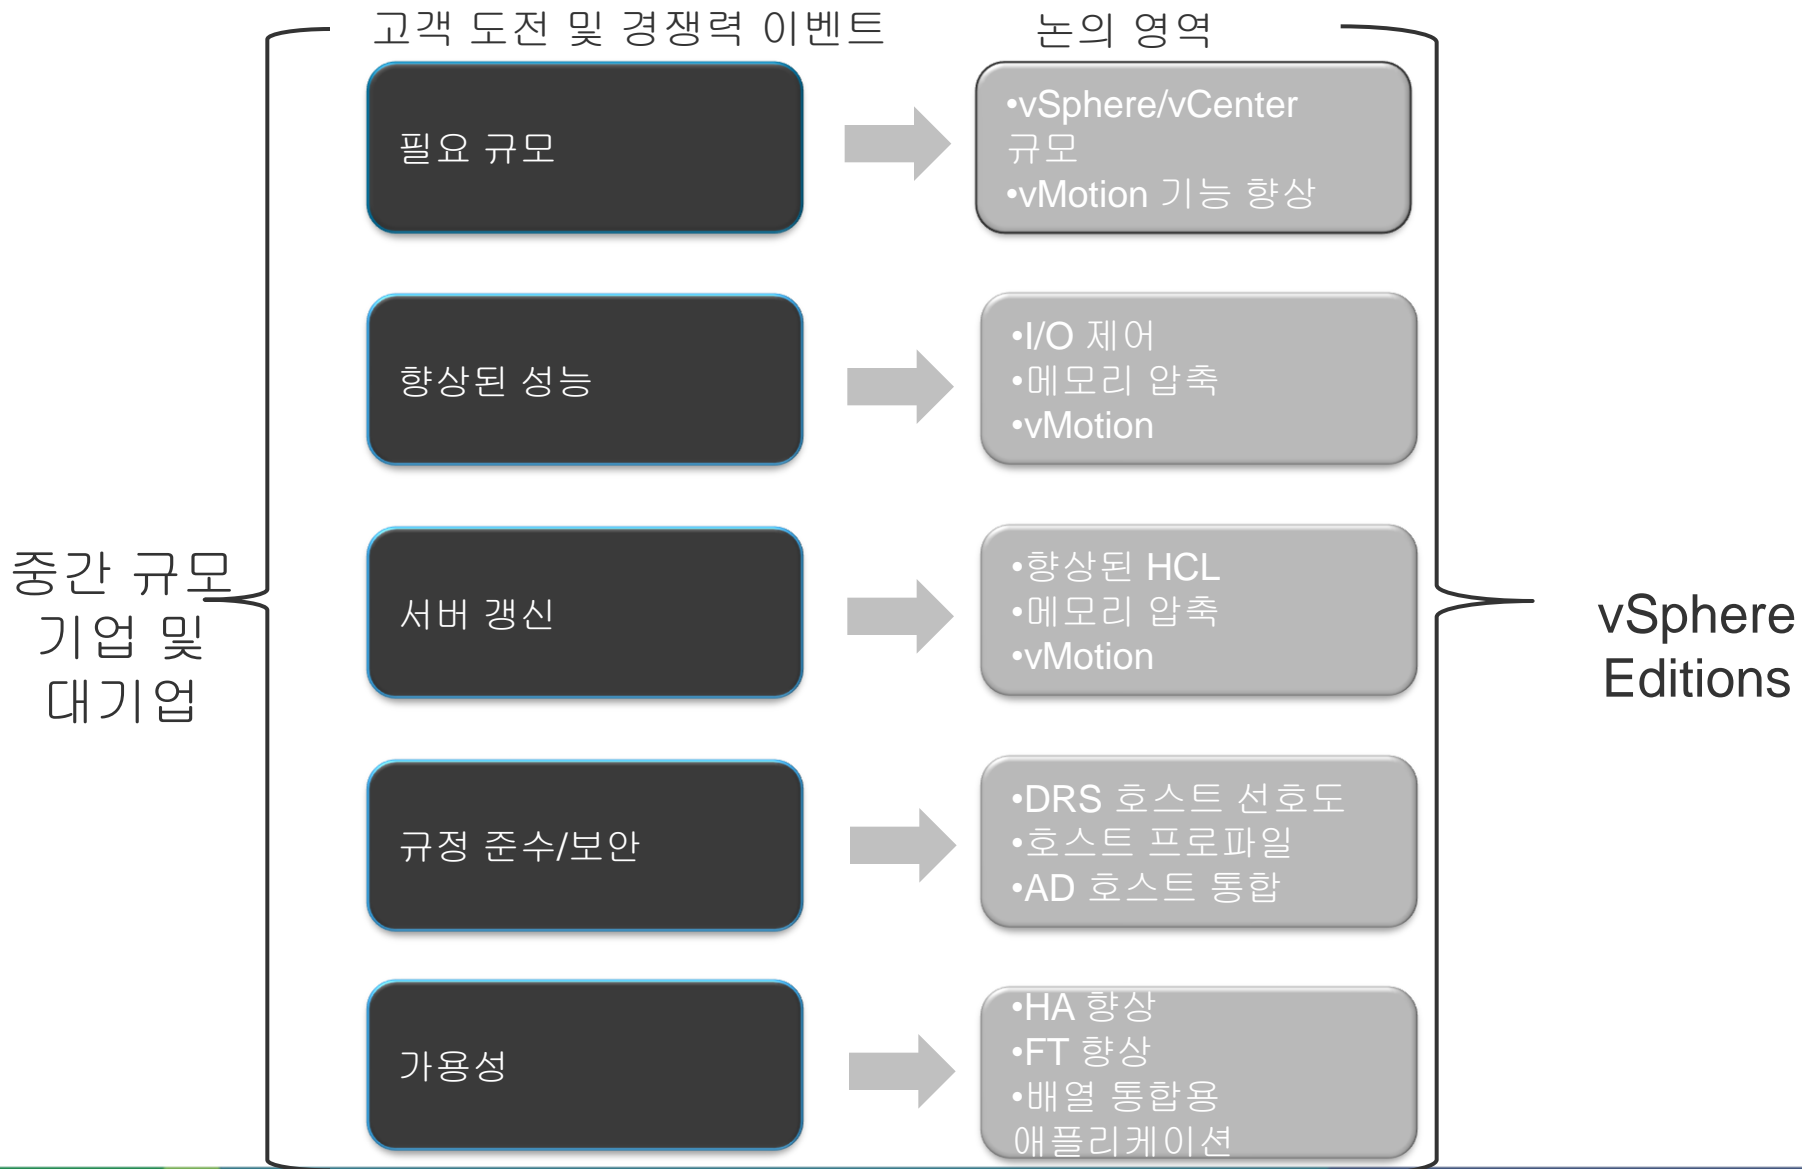 고객 도전 및 경쟁력 이벤트
논의 영역
중간 규모
기업 및
대기업
필요 규모
•vSphere/vCenter
규모
•vMotion 기능 향상
향상된 성능
•I/O 제어
•메모리 압축
•vMotion
서버 갱신
•향상된 HCL
•메모리 압축
•vMotion
규정 준수/보안
•DRS 호스트 선호도
•호스트 프로파일
•AD 호스트 통합
가용성
•HA 향상
•FT 향상
•배열 통합용
애플리케이션
vSphere
Editions